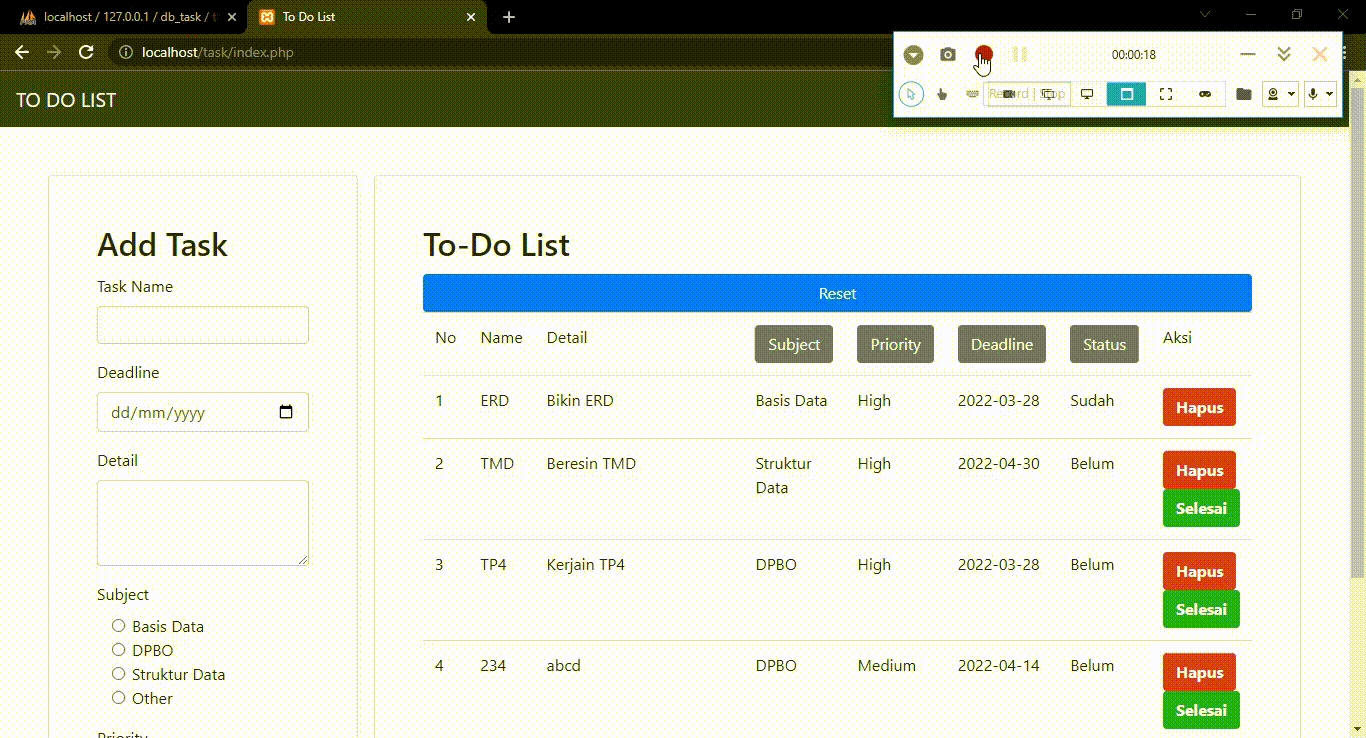 localhost / 127.0.0.1 / db_task / t
To Do List
localhost/task/index.php
00:00:18
TO DO LIST
Add Task
Task Name
Deadline
dd/mm/yyyy
Detail
Subject
Basis Data
DPBO
Struktur Data
Other
Priority
To-Do List
Reset
No Name Detail Subject Priority Deadline Status Aksi
1 ERD Bikin ERD Basis Data High 2022-03-28 Sudah Hapus
2 TMD Beresin TMD Struktur Data High 2022-04-30 Belum Hapus
Selesai
3 TP4 Kerjain TP4 DPBO High 2022-03-28 Belum Hapus
Selesai
4 234 abcd DPBO Medium 2022-04-14 Belum Hapus
Selesai